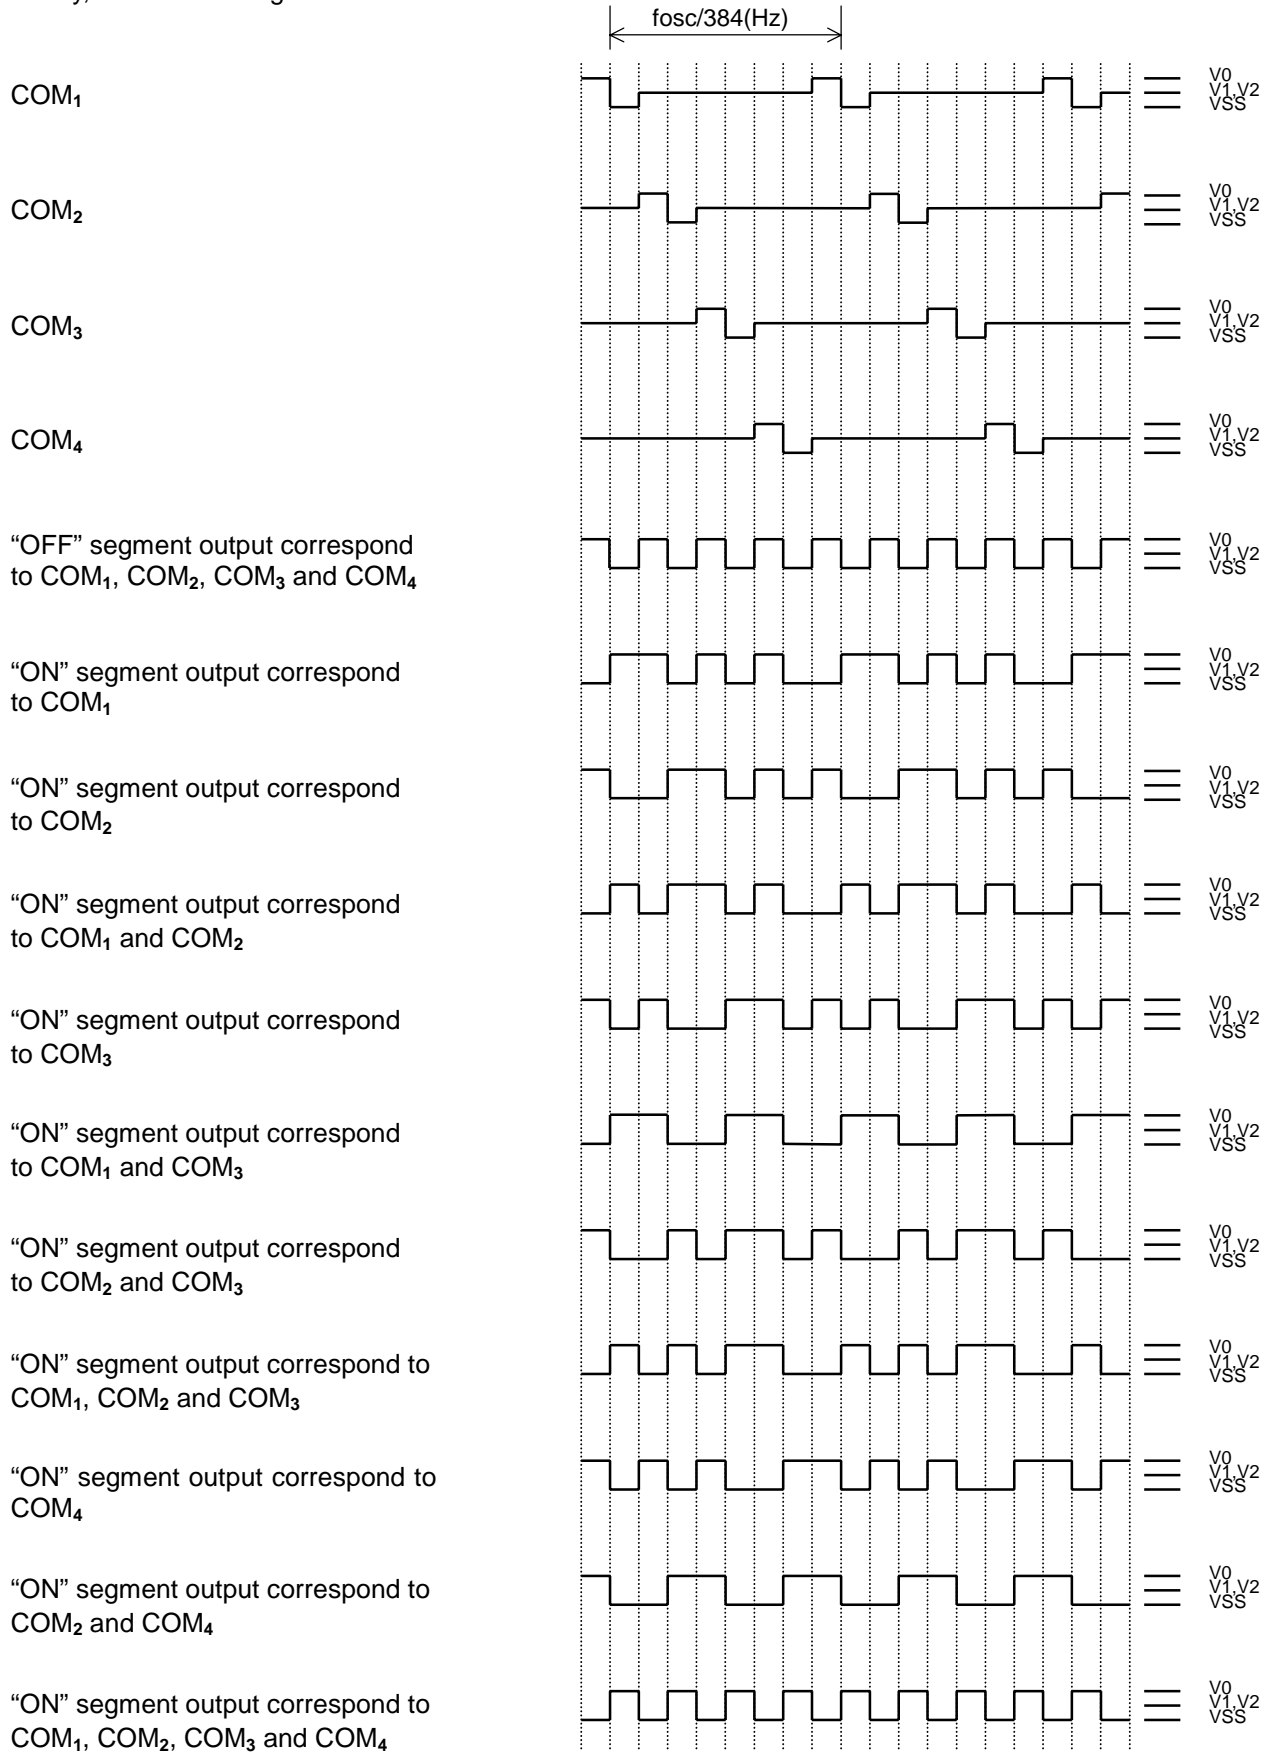 fosc/384(Hz)
COM1
V0
V1,V2
VSS
COM2
V0
V1,V2
VSS
COM3
V0
V1,V2
VSS
COM4
V0
V1,V2
VSS
“OFF” segment output correspond
to COM1, COM2, COM3 and COM4
V0
V1,V2
VSS
“ON” segment output correspond
to COM1
V0
V1,V2
VSS
“ON” segment output correspond
to COM2
V0
V1,V2
VSS
“ON” segment output correspond
to COM1 and COM2
V0
V1,V2
VSS
“ON” segment output correspond
to COM3
V0
V1,V2
VSS
“ON” segment output correspond
to COM1 and COM3
V0
V1,V2
VSS
“ON” segment output correspond
to COM2 and COM3
V0
V1,V2
VSS
“ON” segment output correspond to
COM1, COM2 and COM3
V0
V1,V2
VSS
“ON” segment output correspond to
COM4
V0
V1,V2
VSS
“ON” segment output correspond to
COM2 and COM4
V0
V1,V2
VSS
“ON” segment output correspond to
COM1, COM2, COM3 and COM4
V0
V1,V2
VSS